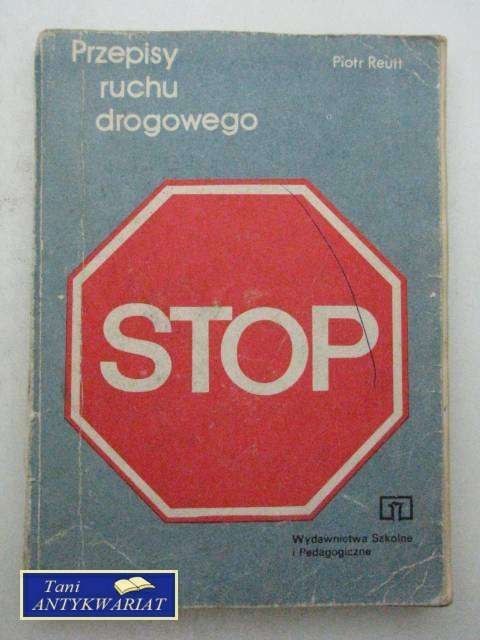 Przepisy
ruchu
drogowego
Piotr Reutt
STOP
Wydawnictwa Szkolne
i Pedagogiczne
Tani
ANTYKWARIAT